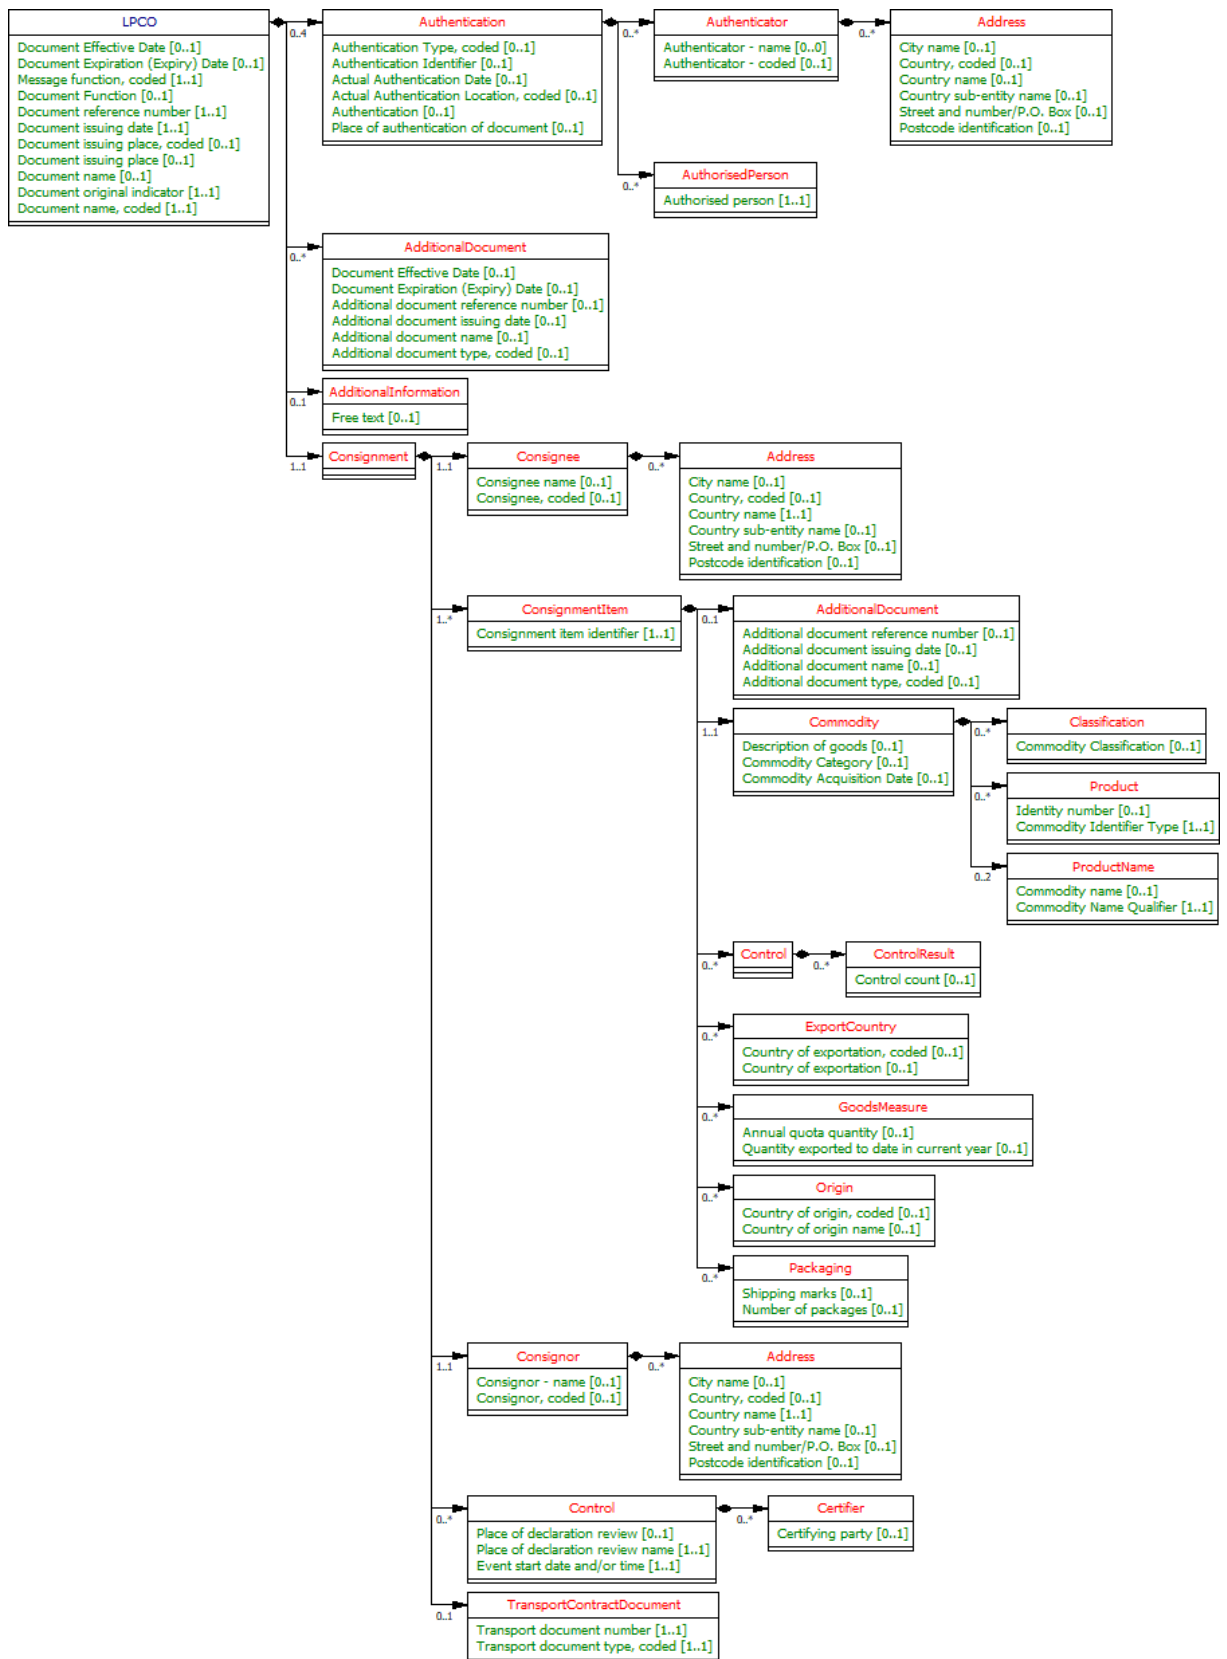 LPCO
Document Effective Date [0..1]
Document Expiration (Expiry) Date [0..1]
Message function, coded [1..1]
Document Function [0..1]
Document reference number [1..1]
Document issuing date [1..1]
Document issuing place, coded [0..1]
Document issuing place [0..1]
Document name [0..1]
Document original indicator [1..1]
Document name, coded [1..1]
0..4
Authentication
Authentication Type, coded [0..1]
Authentication Identifier [0..1]
Actual Authentication Date [0..1]
Actual Authentication Location, coded [0..1]
Authentication [0..1]
Place of authentication of document [0..1]
0..*
Authenticator
Authenticator - name [0..0]
Authenticator - coded [0..1]
0..*
Address
City name [0..1]
Country, coded [0..1]
Country name [0..1]
Country sub-entity name [0..1]
Street and number/P.O. Box [0..1]
Postcode identification [0..1]
0..*
AuthorisedPerson
Authorised person [1..1]
0..*
AdditionalDocument
Document Effective Date [0..1]
Document Expiration (Expiry) Date [0..1]
Additional document reference number [0..1]
Additional document issuing date [0..1]
Additional document name [0..1]
Additional document type, coded [0..1]
0..1
AdditionalInformation
Free text [0..1]
1..1
Consignment
1..1
Consignee
Consignee name [0..1]
Consignee, coded [0..1]
0..*
Address
City name [0..1]
Country, coded [0..1]
Country name [1..1]
Country sub-entity name [0..1]
Street and number/P.O. Box [0..1]
Postcode identification [0..1]
1..*
ConsignmentItem
Consignment item identifier [1..1]
0..1
AdditionalDocument
Additional document reference number [0..1]
Additional document issuing date [0..1]
Additional document name [0..1]
Additional document type, coded [0..1]
1..1
Commodity
Description of goods [0..1]
Commodity Category [0..1]
Commodity Acquisition Date [0..1]
0..*
Classification
Commodity Classification [0..1]
0..*
Product
Identity number [0..1]
Commodity Identifier Type [1..1]
0..2
ProductName
Commodity name [0..1]
Commodity Name Qualifier [1..1]
0..*
Control
0..*
ControlResult
Control count [0..1]
0..*
ExportCountry
Country of exportation, coded [0..1]
Country of exportation [0..1]
0..*
GoodsMeasure
Annual quota quantity [0..1]
Quantity exported to date in current year [0..1]
0..*
Origin
Country of origin, coded [0..1]
Country of origin name [0..1]
0..*
Packaging
Shipping marks [0..1]
Number of packages [0..1]
1..1
Consignor
Consignor - name [0..1]
Consignor, coded [0..1]
0..*
Address
City name [0..1]
Country, coded [0..1]
Country name [1..1]
Country sub-entity name [0..1]
Street and number/P.O. Box [0..1]
Postcode identification [0..1]
0..*
Control
Place of declaration review [0..1]
Place of declaration review name [1..1]
Event start date and/or time [1..1]
0..*
Certifier
Certifying party [0..1]
0..1
TransportContractDocument
Transport document number [1..1]
Transport document type, coded [1..1]